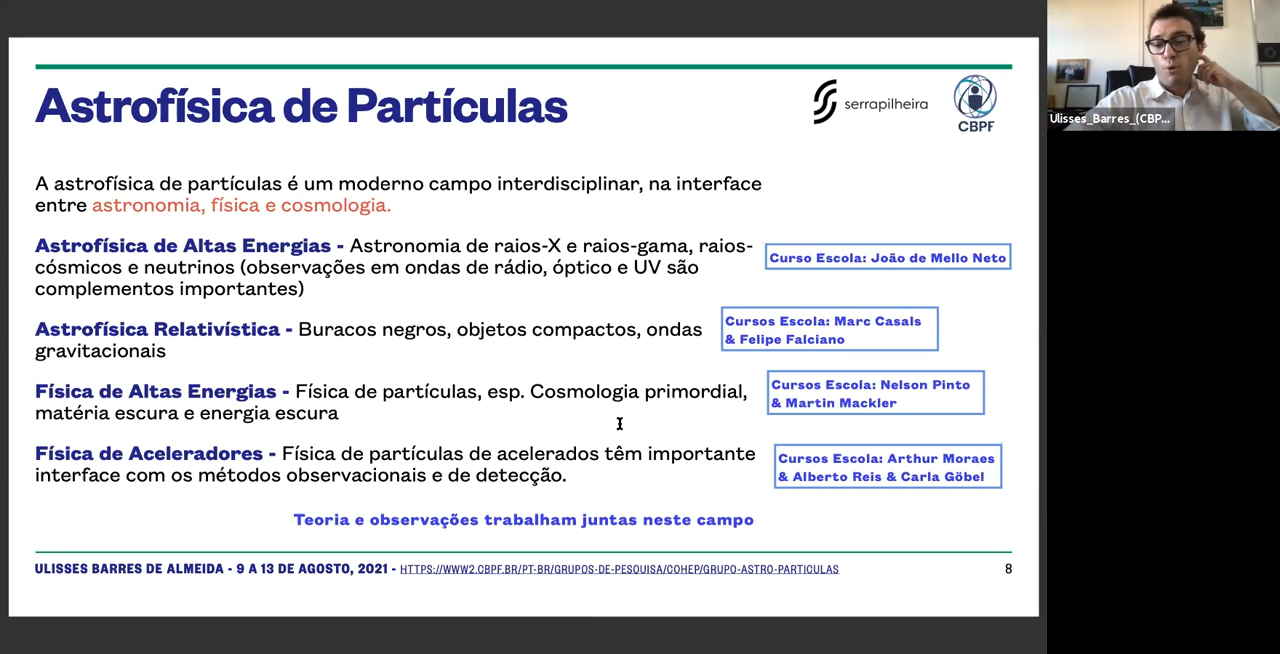 Astrofísica de Partículas
serrapilheira
CBPF
A astrofísica de partículas é um moderno campo interdisciplinar, na interface
entre astronomia, física e cosmologia.
Astrofísica de Altas Energias - Astronomia de raios-X e raios-gama, raios-
cósmicos e neutrinos (observações em ondas de rádio, óptico e UV são
complementos importantes)
Curso Escola: João de Mello Neto
Astrofísica Relativística - Buracos negros, objetos compactos, ondas
gravitacionais
Cursos Escola: Marc Casals
& Felipe Falciano
Física de Altas Energias - Física de partículas, esp. Cosmologia primordial,
matéria escura e energia escura
Cursos Escola: Nelson Pinto
& Martin Mackler
Física de Aceleradores - Física de partículas de acelerados têm importante
interface com os métodos observacionais e de detecção.
Cursos Escola: Arthur Moraes
& Alberto Reis & Carla Göbel
Teoria e observações trabalham juntas neste campo
ULISSES BARRES DE ALMEIDA - 9 A 13 DE AGOSTO, 2021 - HTTPS://WWW2.CBPF.BR/PT-BR/GRUPOS-DE-PESQUISA/COHEP/GRUPO-ASTRO-PARTICULAS
8
Ulisses_Barres_(CBP...